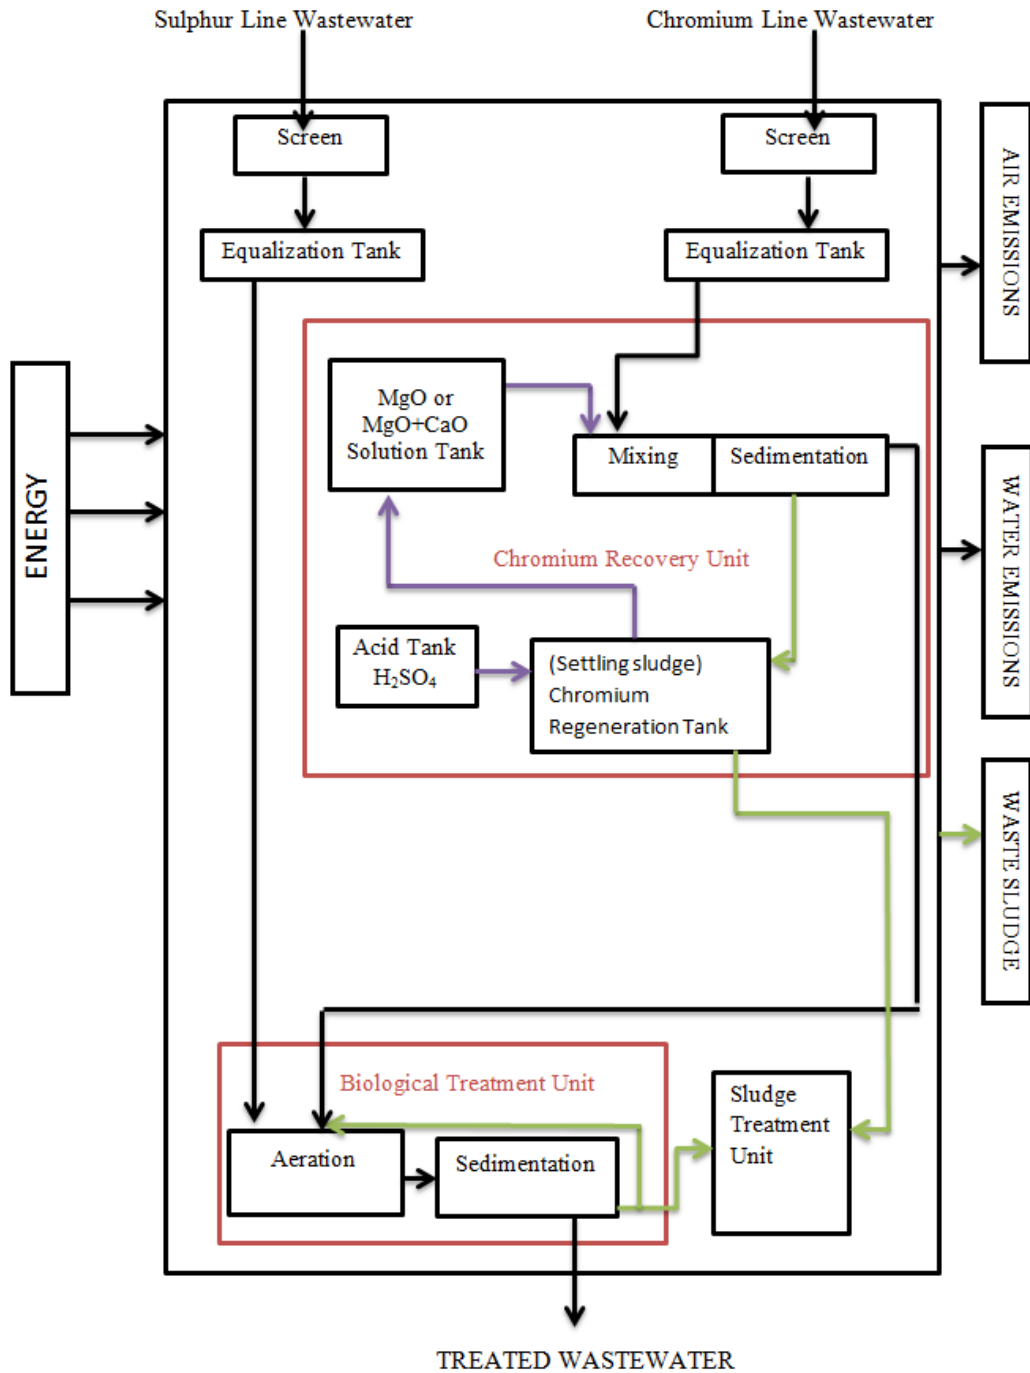 Sulphur Line Wastewater
Chromium Line Wastewater
Screen
Screen
Equalization Tank
Equalization Tank
AIR EMISSIONS
ENERGY
MgO or
MgO+CaO
Solution Tank
Mixing
Sedimentation
WATER EMISSIONS
Chromium Recovery Unit
Acid Tank
H₂SO₄
(Settling sludge)
Chromium
Regeneration Tank
WASTE SLUDGE
Biological Treatment Unit
Aeration
Sedimentation
Sludge
Treatment
Unit
TREATED WASTEWATER